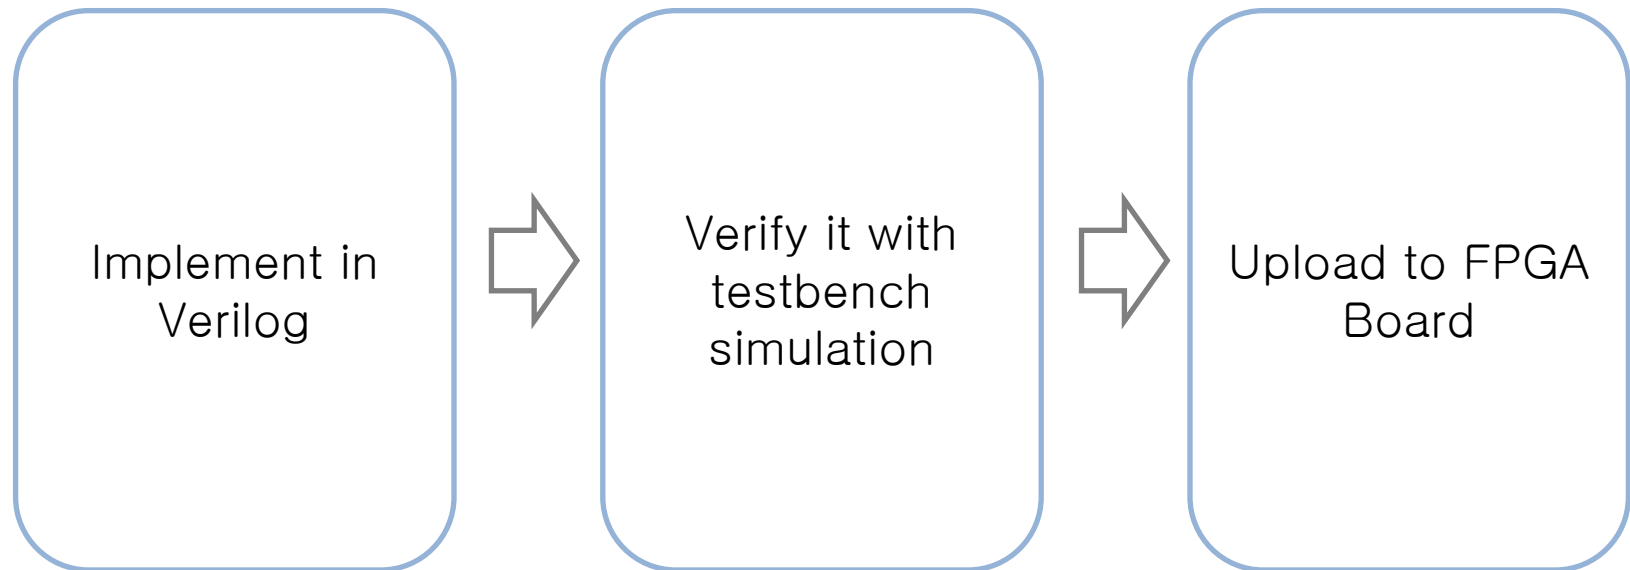 Implement in
Verilog
Verify it with
testbench
simulation
Upload to FPGA
Board